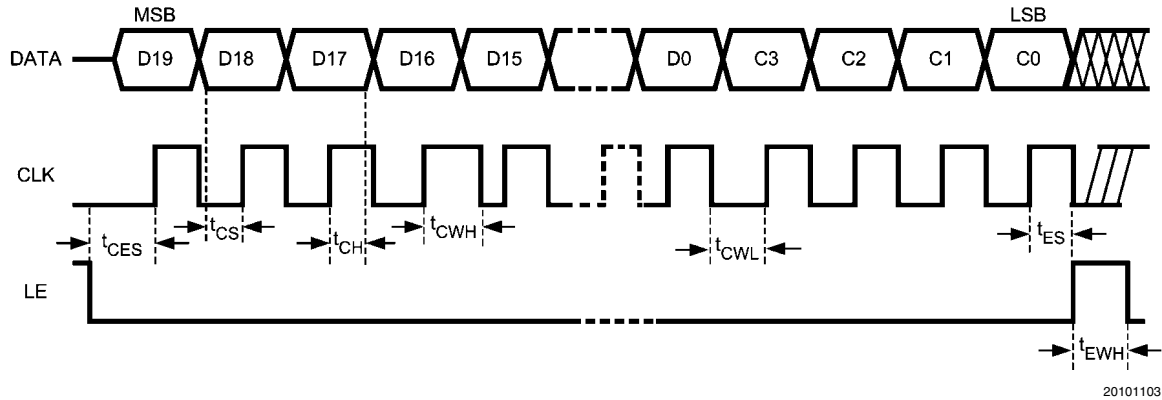 MSB LSB
DATA D19 D18 D17 D16 D15 D0 C3 C2 C1 C0
CLK
tCES tCS tCH tCWH tCWL tES
LE
tEWH
20101103